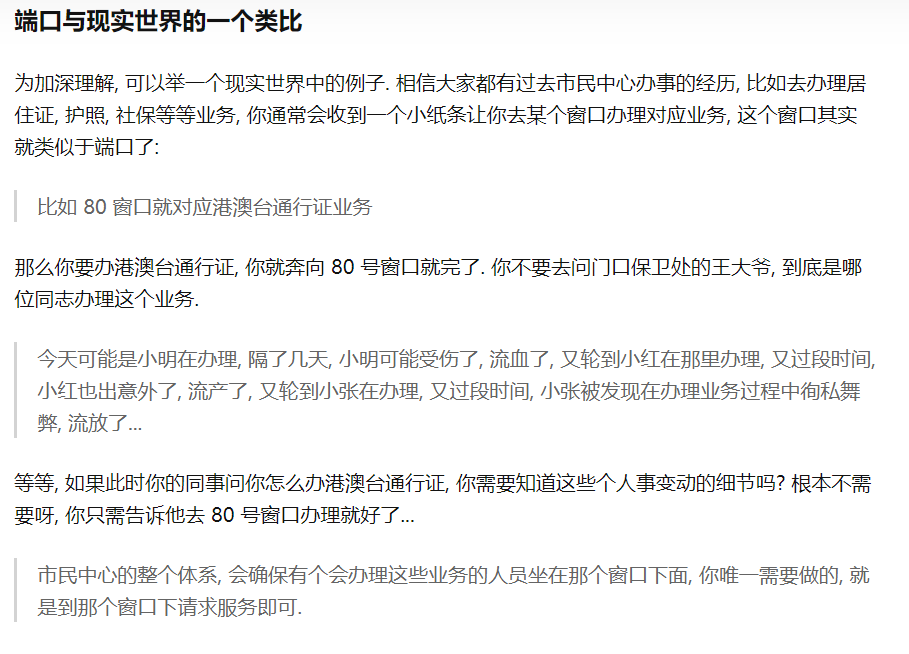 端口与现实世界的一个类比
为加深理解, 可以举一个现实世界中的例子. 相信大家都有过去市民中心办事的经历, 比如去办理居
住证, 护照, 社保等等业务, 你通常会收到一个小纸条让你去某个窗口办理对应业务, 这个窗口其实
就类似于端口了:
比如 80 窗口就对应港澳台通行证业务
那么你要办港澳台通行证, 你就奔向 80 号窗口就完了. 你不要去问门口保卫处的王大爷, 到底是哪
位同志办理这个业务.
今天可能是小明在办理, 隔了几天, 小明可能受伤了, 流血了, 又轮到小红在那里办理, 又过段时间,
小红也出意外了, 流产了, 又轮到小张在办理, 又过段时间, 小张被发现在办理业务过程中徇私舞
弊, 流放了...
等等, 如果此时你的同事问你怎么办港澳台通行证, 你需要知道这些个人事变动的细节吗? 根本不需
要呀, 你只需告诉他去 80 号窗口办理就好了...
市民中心的整个体系, 会确保有个会办理这些业务的人员坐在那个窗口下面, 你唯一需要做的, 就
是到那个窗口下请求服务即可.